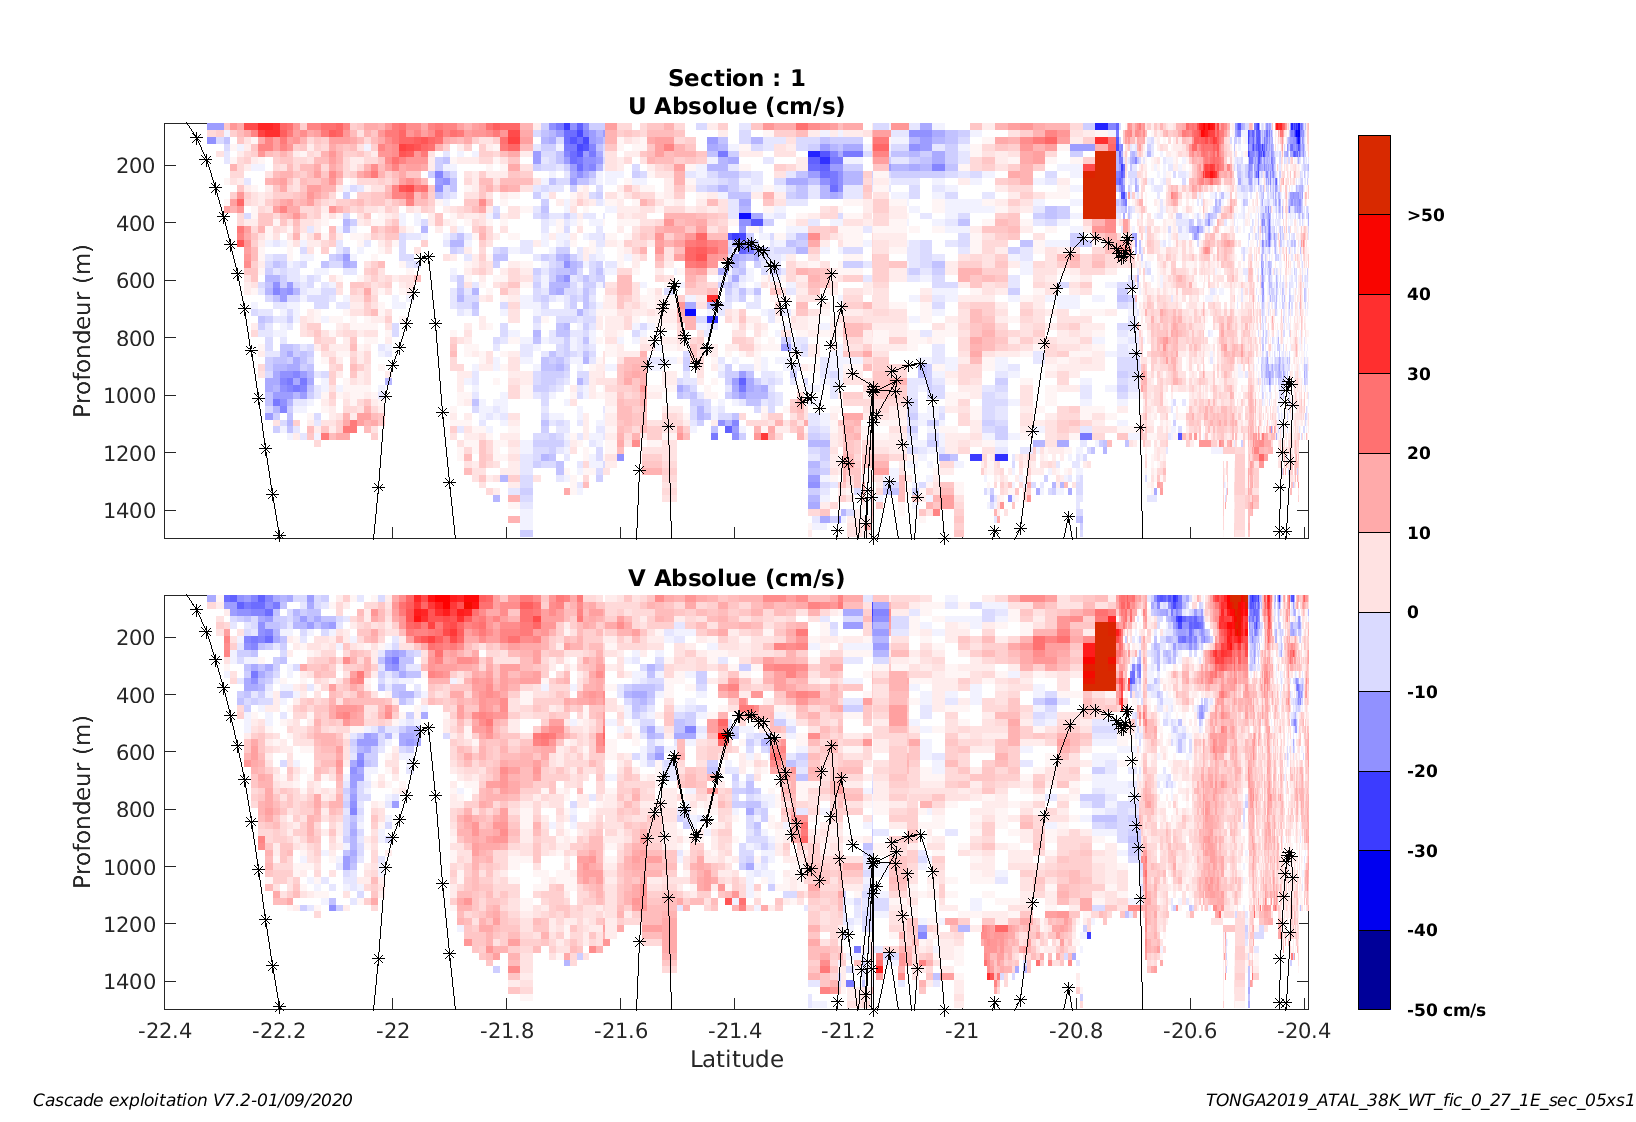 Section : 1
U Absolue (cm/s)
Profondeur (m)
200
400
600
800
1000
1200
1400
V Absolue (cm/s)
Profondeur (m)
200
400
600
800
1000
1200
1400
-22.4 -22.2 -22 -21.8 -21.6 -21.4 -21.2 -21 -20.8 -20.6 -20.4
Latitude
>50
40
30
20
10
0
-10
-20
-30
-40
-50 cm/s
Cascade exploitation V7.2-01/09/2020
TONGA2019_ATAL_38K_WT_fic_0_27_1E_sec_05xs1